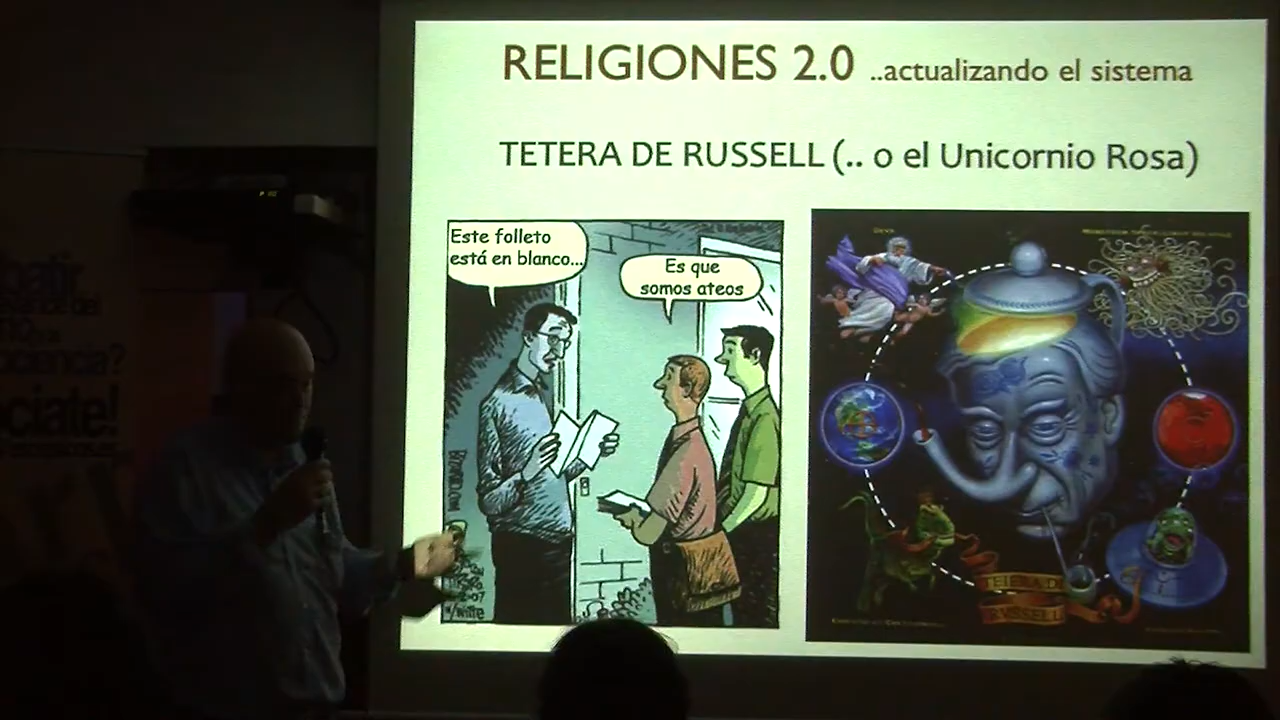 RELIGIONES 2.0 ..actualizando el sistema
TETERA DE RUSSELL (.. o el Unicornio Rosa)
Este folleto
está en blanco...
Es que
somos ateos
TETERA DE
RUSSELL
ciencia?